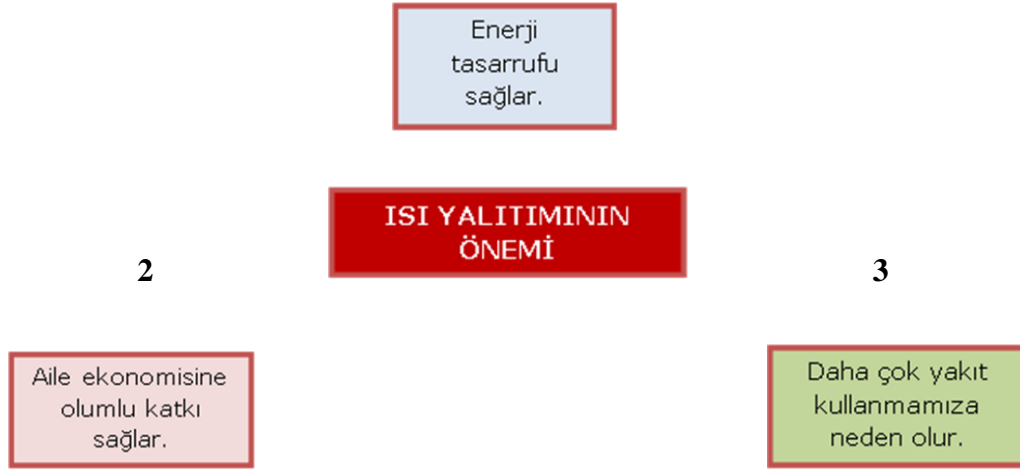 Enerji
tasarrufu
sağlar.
ISI YALITIMININ
ÖNEMİ
2
3
Aile ekonomisine
olumlu katkı
sağlar.
Daha çok yakıt
kullanmamıza
neden olur.